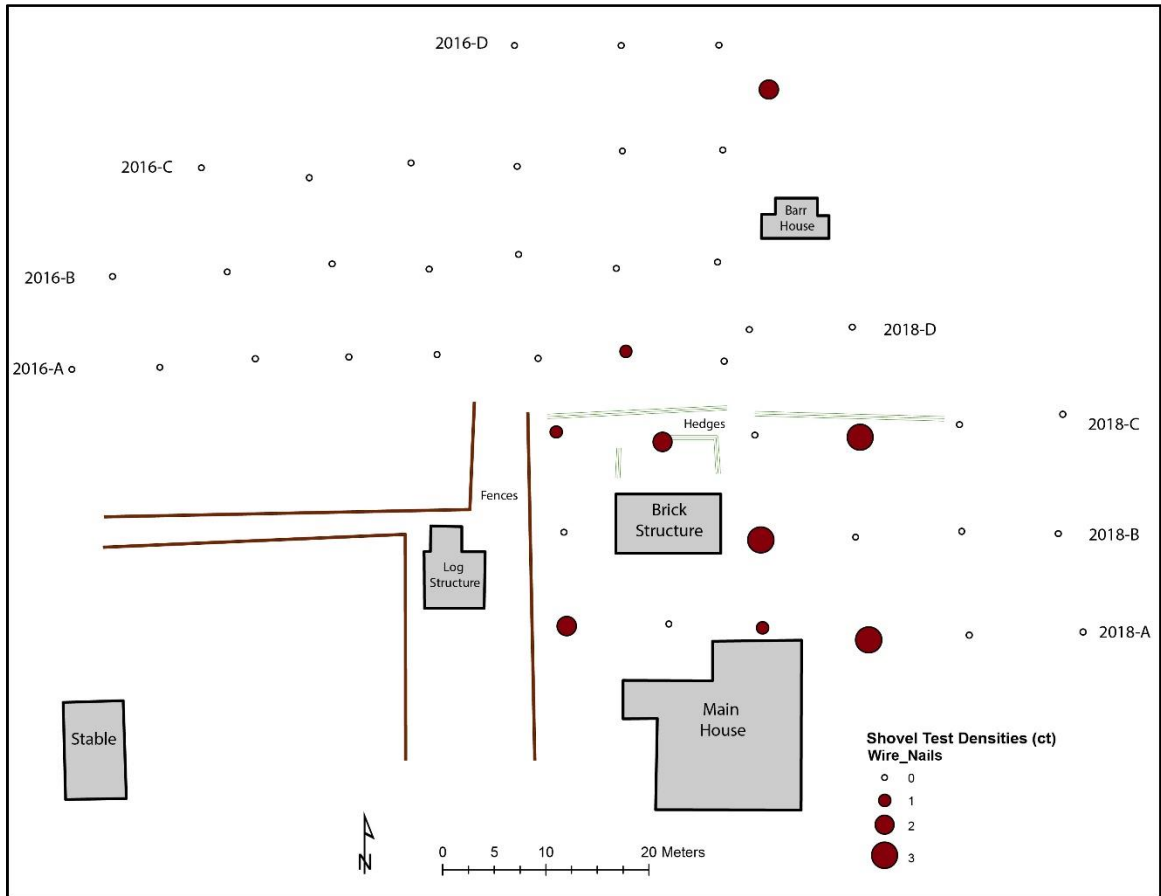 2016-D
2016-C
Barr
House
2016-B
2018-D
2016-A
Hedges
2018-C
Fences
Brick
Structure
2018-B
Log
Structure
2018-A
Main
House
Stable
Shovel Test Densities (ct)
Wire_Nails
0
1
2
3
N
0 5 10 20 Meters